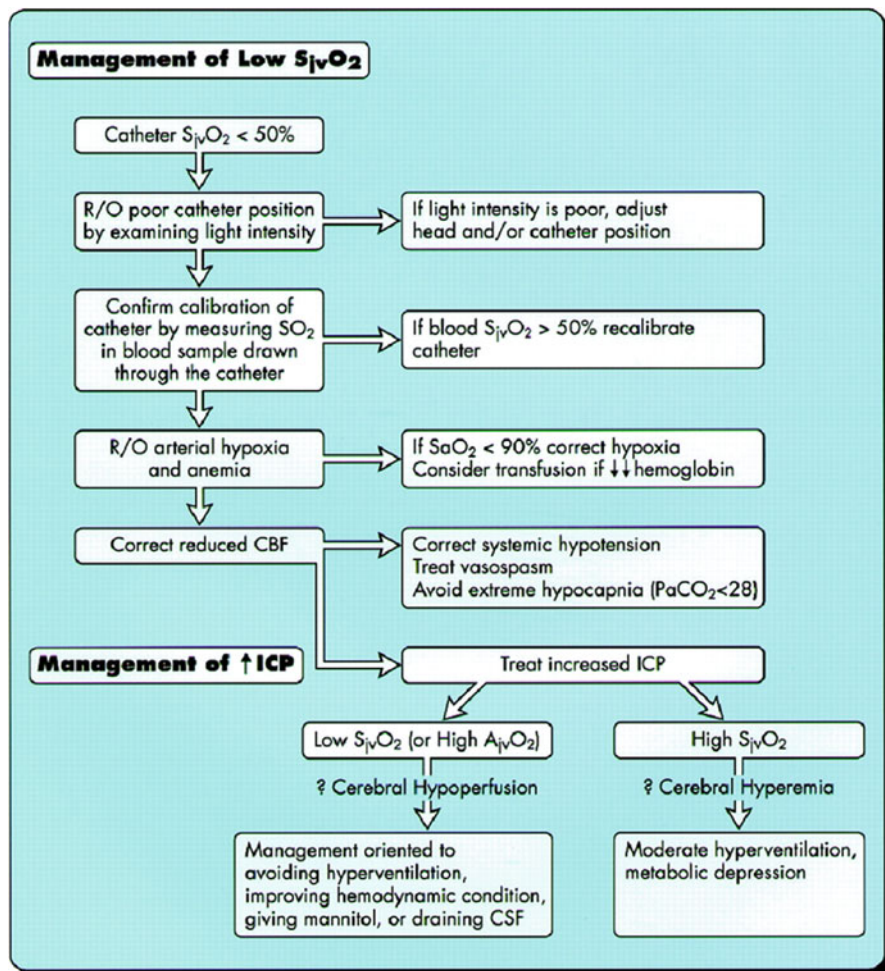 Management of Low SjvO2
Catheter SjvO2 < 50%
R/O poor catheter position
by examining light intensity
If light intensity is poor, adjust
head and/or catheter position
Confirm calibration of
catheter by measuring SO2
in blood sample drawn
through the catheter
If blood SjvO2 > 50% recalibrate
catheter
R/O arterial hypoxia
and anemia
If SaO2 < 90% correct hypoxia
Consider transfusion if ↓↓hemoglobin
Correct reduced CBF
Correct systemic hypotension
Treat vasospasm
Avoid extreme hypocapnia (PaCO2<28)
Management of ↑ICP
Treat increased ICP
Low SjvO2 (or High AjvO2)
High SjvO2
? Cerebral Hypoperfusion
? Cerebral Hyperemia
Management oriented to
avoiding hyperventilation,
improving hemodynamic condition,
giving mannitol, or draining CSF
Moderate hyperventilation,
metabolic depression